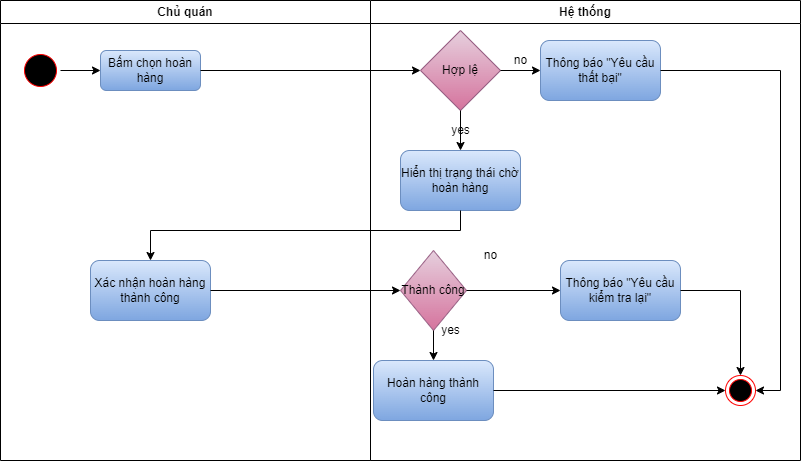 Chủ quán
Hệ thống
Bấm chọn hoàn
hàng
Hợp lệ
no
Thông báo "Yêu cầu
thất bại"
yes
Hiển thị trạng thái chờ
hoàn hàng
Xác nhận hoàn hàng
thành công
Thành công
no
Thông báo "Yêu cầu
kiểm tra lại"
yes
Hoàn hàng thành
công